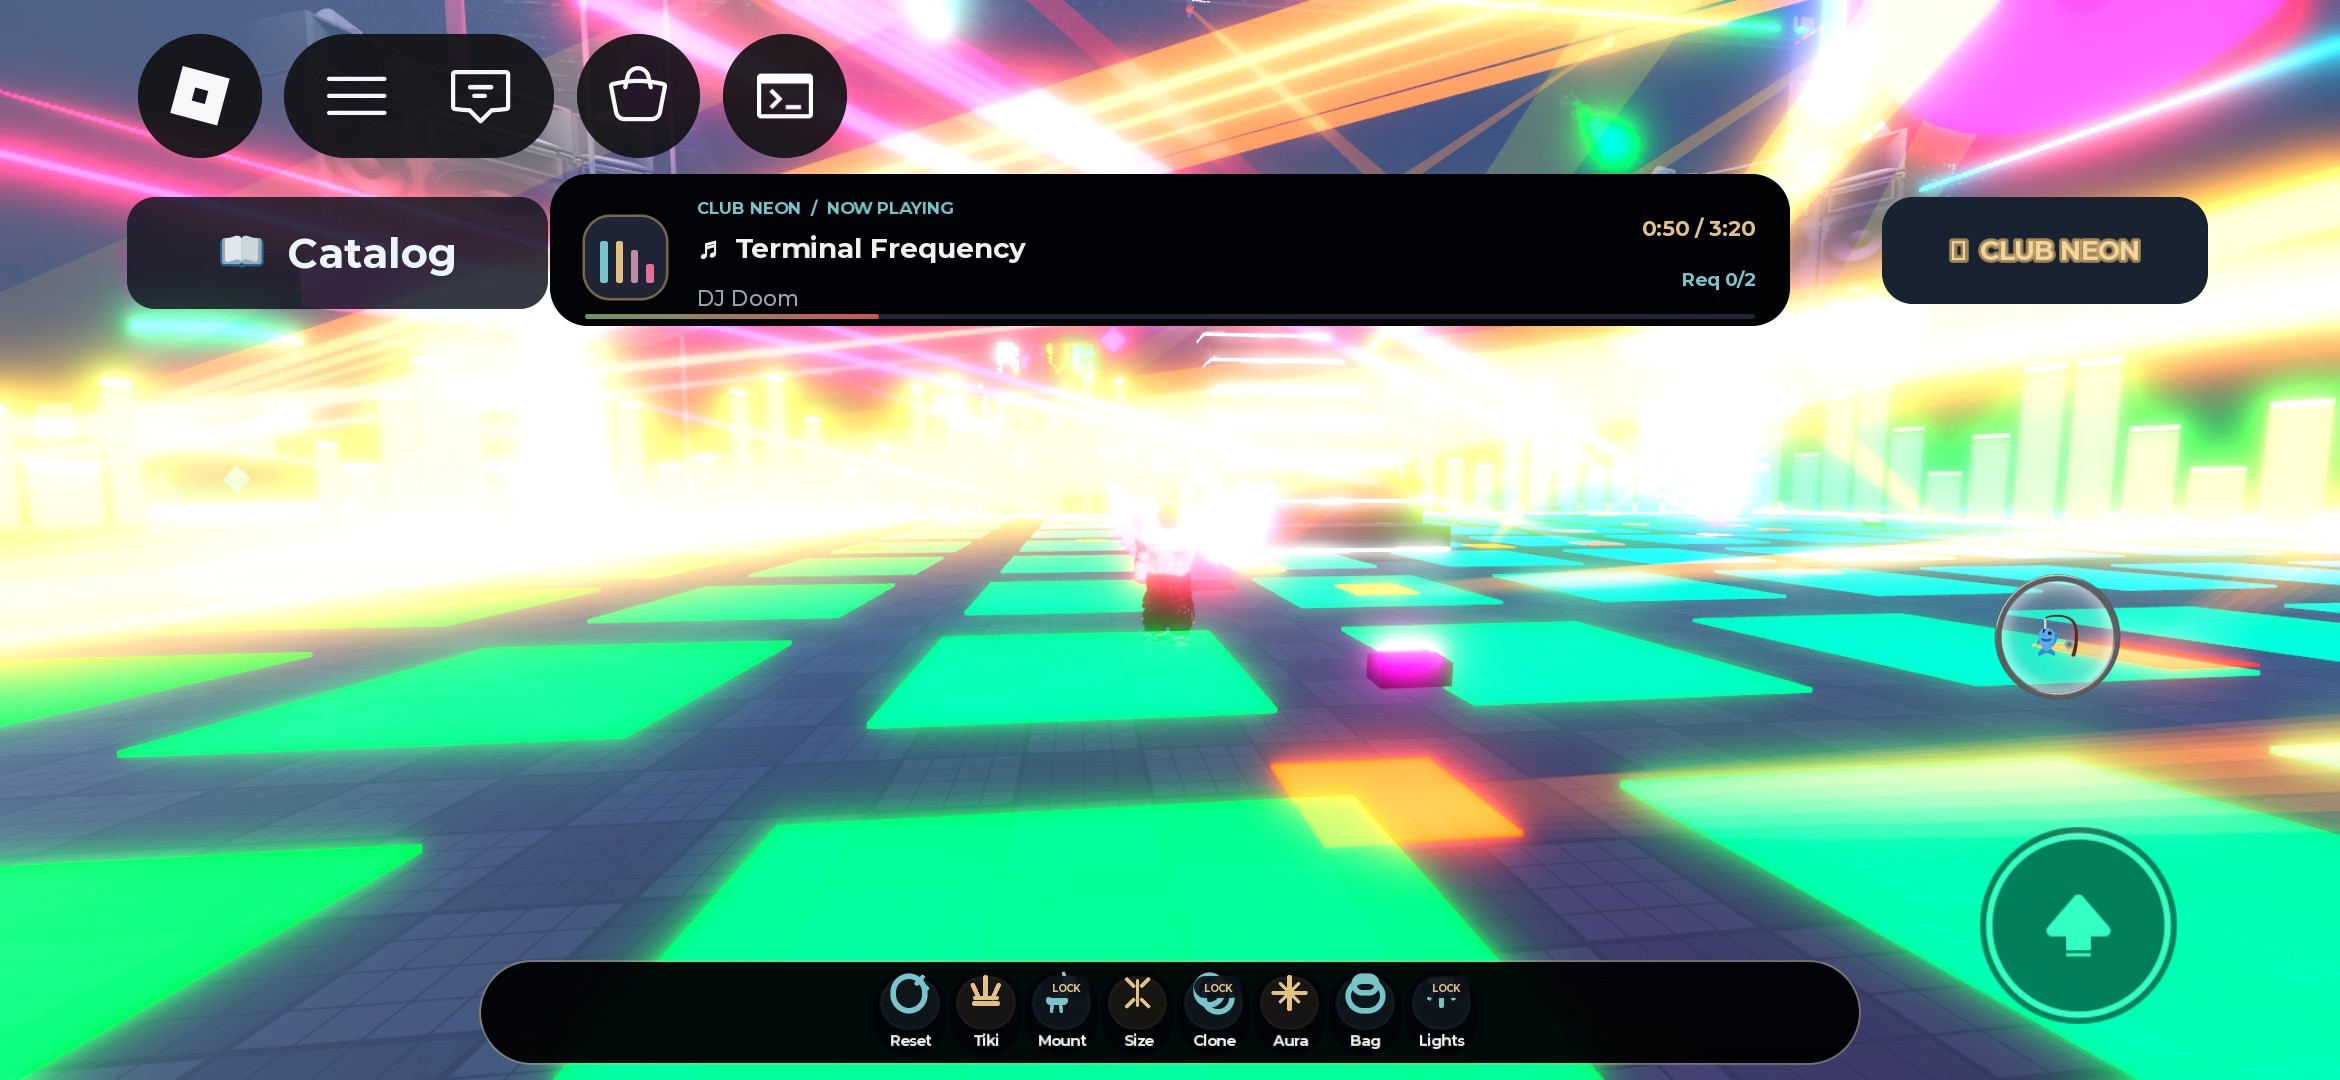 CLUB NEON / NOW PLAYING
♬ Terminal Frequency
DJ Doom
0:50 / 3:20
Req 0/2
Catalog
CLUB NEON
LOCK
LOCK
LOCK
Reset
Tiki
Mount
Size
Clone
Aura
Bag
Lights